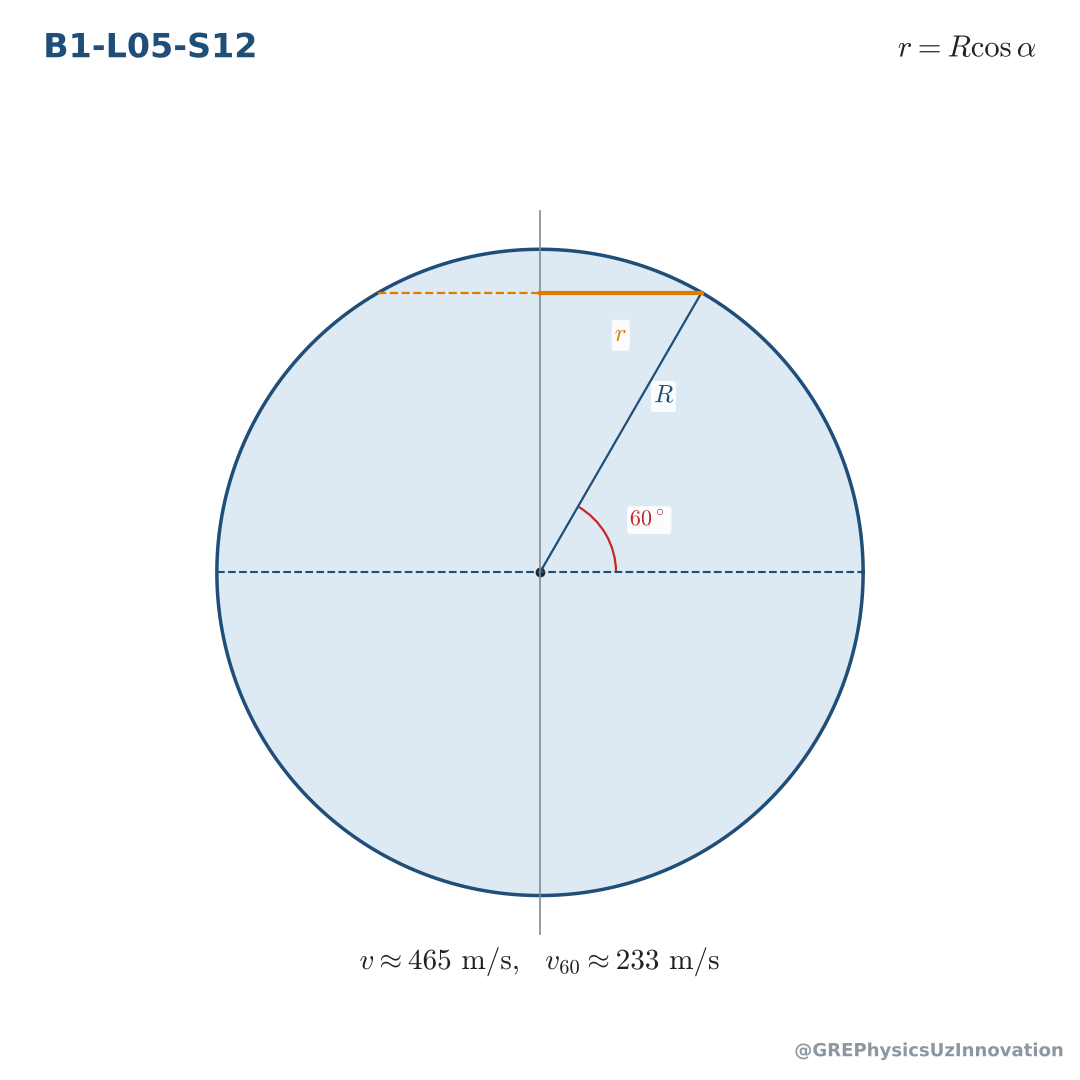 B1-L05-S12
r = R cos α
r
R
60°
v ≈ 465 m/s, v₆₀ ≈ 233 m/s
@GREPhysicsUzInnovation